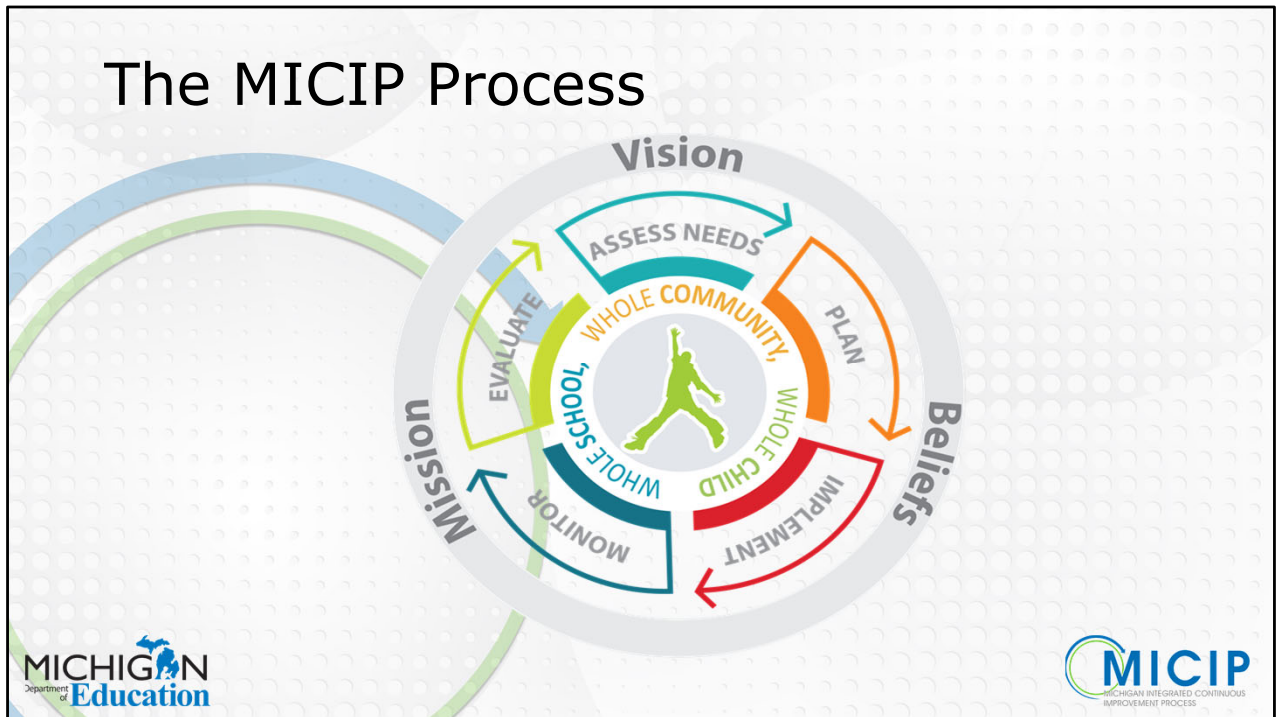 The MICIP Process
Vision
ASSESS NEEDS
PLAN
Beliefs
IMPLEMENT
MONITOR
Mission
EVALUATE
WHOLE COMMUNITY,
WHOLE CHILD
WHOLE SCHOOL,
MICHIGAN
Department
of Education
MICIP
MICHIGAN INTEGRATED CONTINUOUS
IMPROVEMENT PROCESS